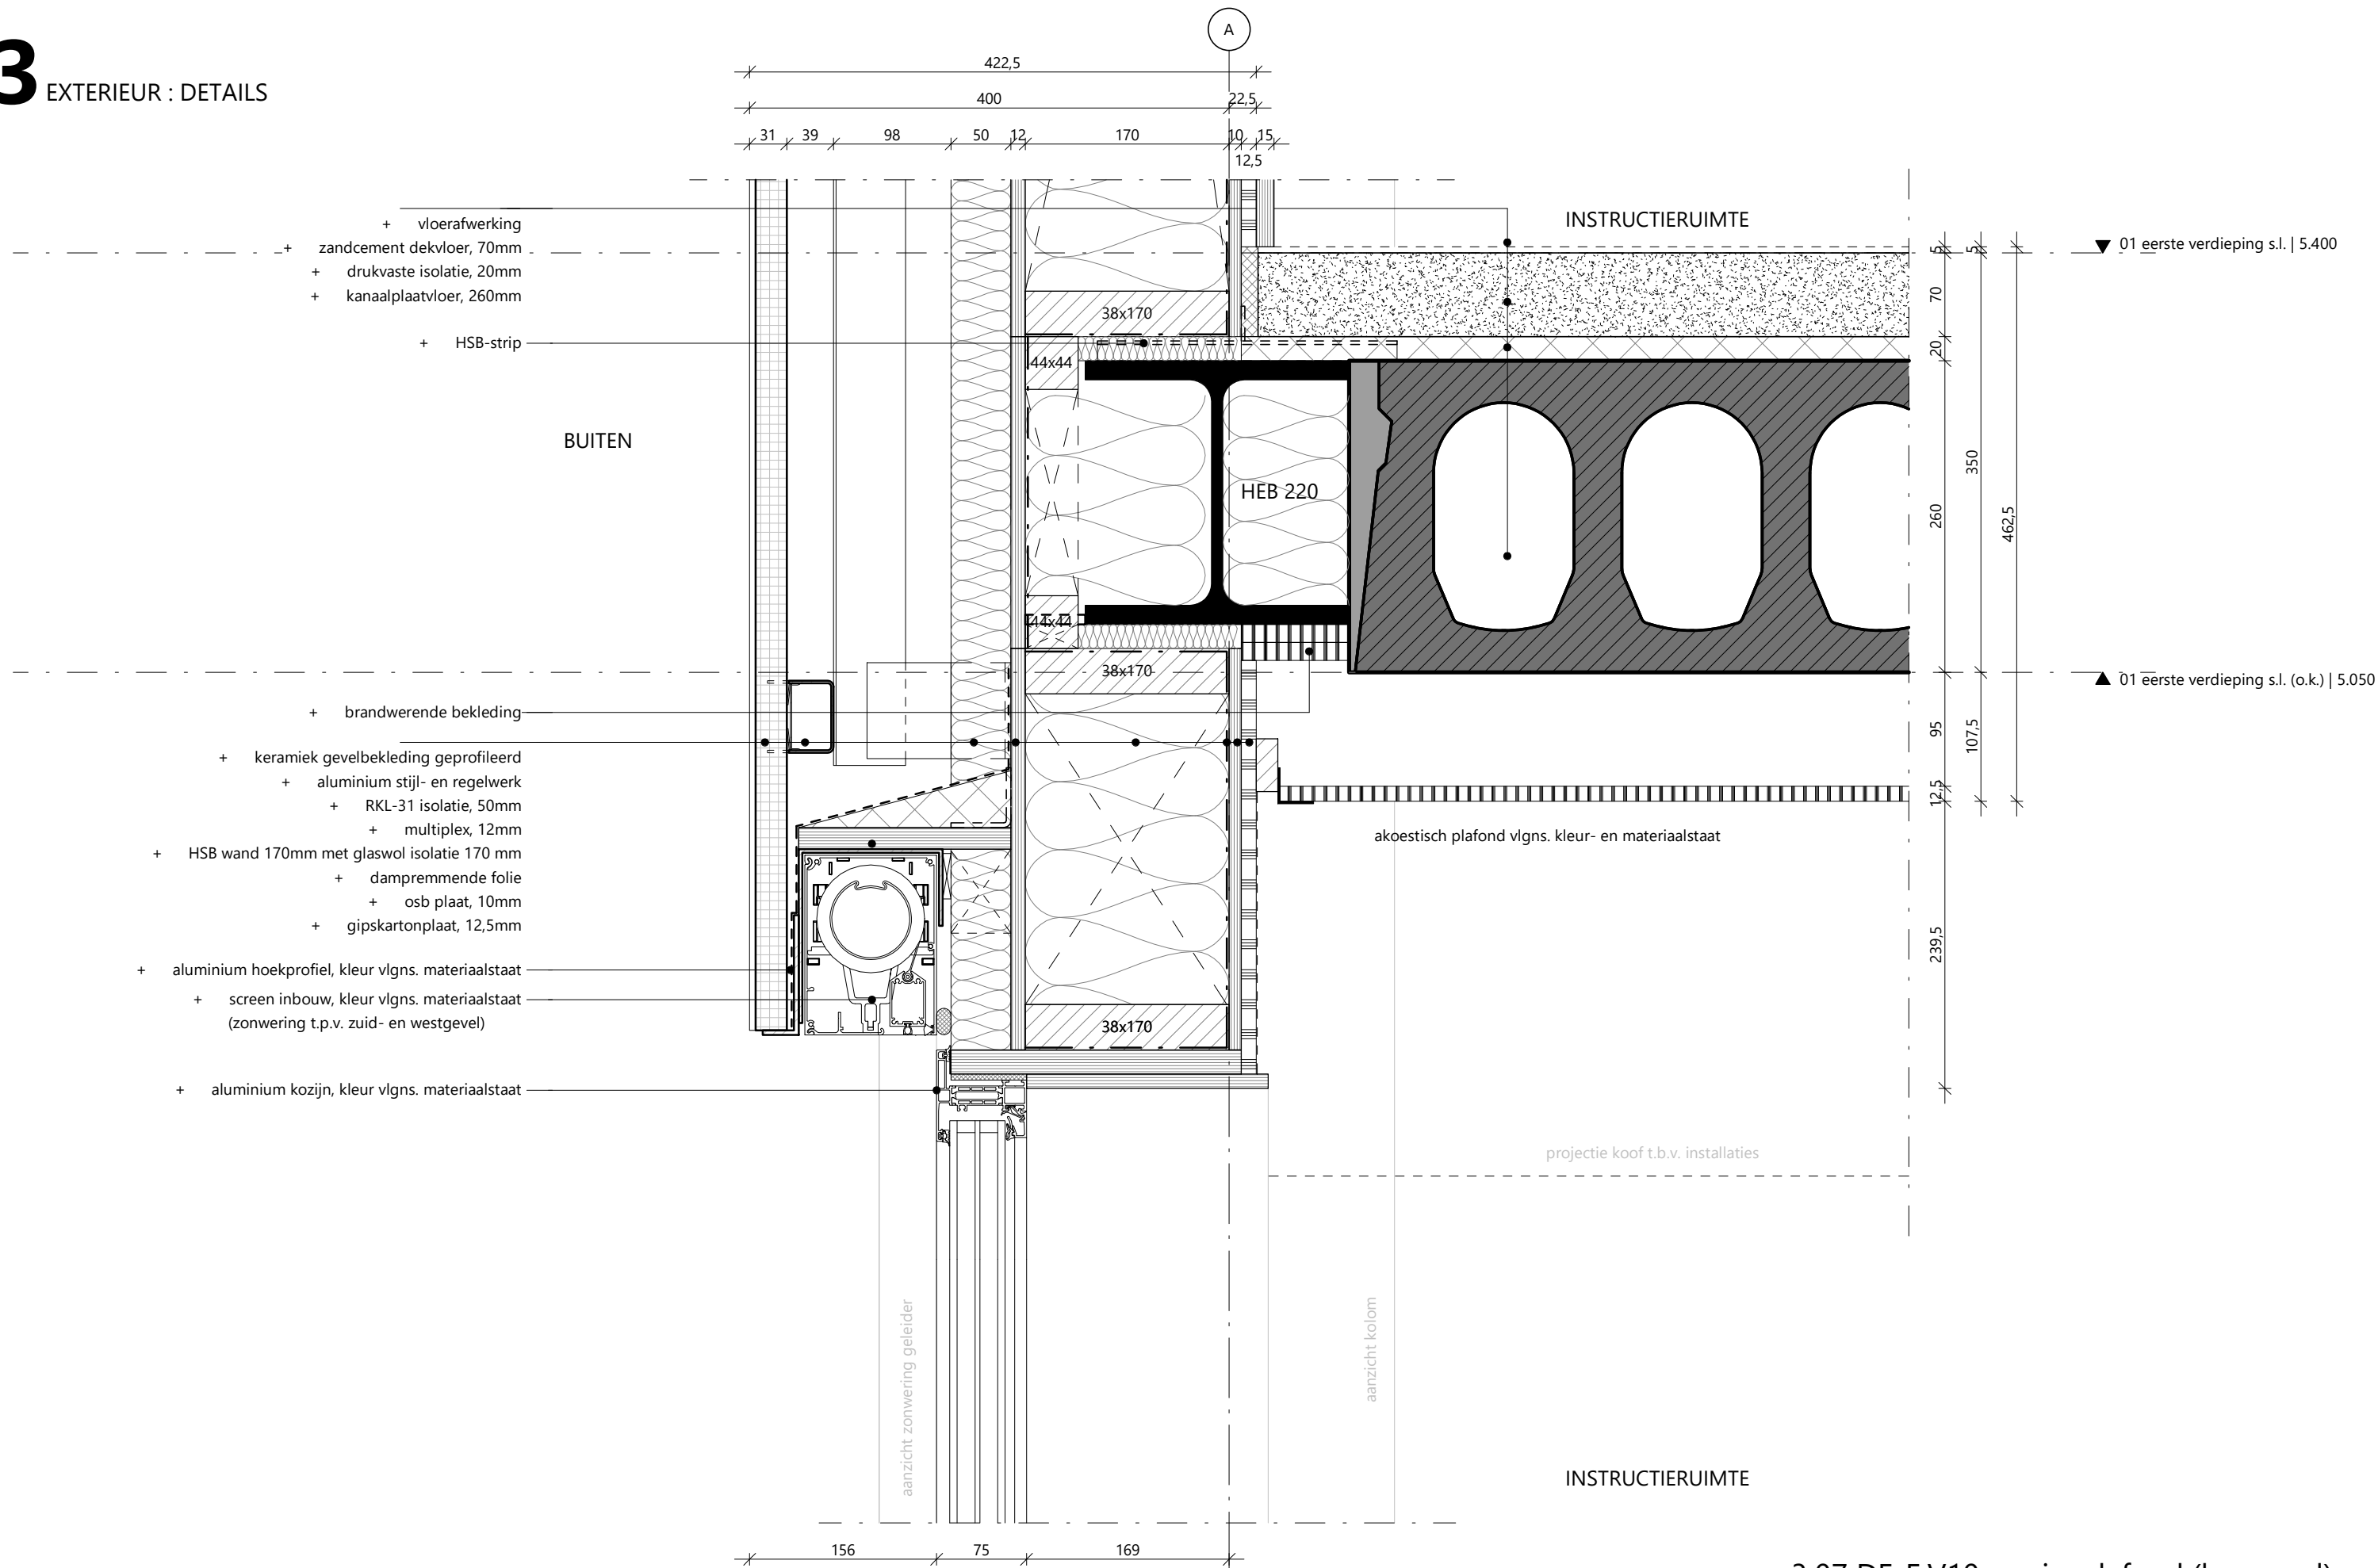 A
3 EXTERIEUR : DETAILS
422,5
400
22,5
31
39
98
50
12
170
10
15
12,5
+ vloerafwerking
+ zandcement dekvloer, 70mm
+ drukvaste isolatie, 20mm
+ kanaalplaatvloer, 260mm
+ HSB-strip
BUITEN
+ brandwerende bekleding
+ keramiek gevelbekleding geprofileerd
+ aluminium stijl- en regelwerk
+ RKL-31 isolatie, 50mm
+ multiplex, 12mm
+ HSB wand 170mm met glaswol isolatie 170 mm
+ dampremmende folie
+ osb plaat, 10mm
+ gipskartonplaat, 12,5mm
+ aluminium hoekprofiel, kleur vlgns. materiaalstaat
+ screen inbouw, kleur vlgns. materiaalstaat
(zonwering t.p.v. zuid- en westgevel)
+ aluminium kozijn, kleur vlgns. materiaalstaat
38x170
44x44
HEB 220
44x44
38x170
38x170
INSTRUCTIERUIMTE
01 eerste verdieping s.l. | 5.400
5
5
70
20
350
260
462,5
01 eerste verdieping s.l. (o.k.) | 5.050
95
107,5
12,5
239,5
akoestisch plafond vlgns. kleur- en materiaalstaat
projectie koof t.b.v. installaties
aanzicht zonwering geleider
aanzicht kolom
INSTRUCTIERUIMTE
156
75
169